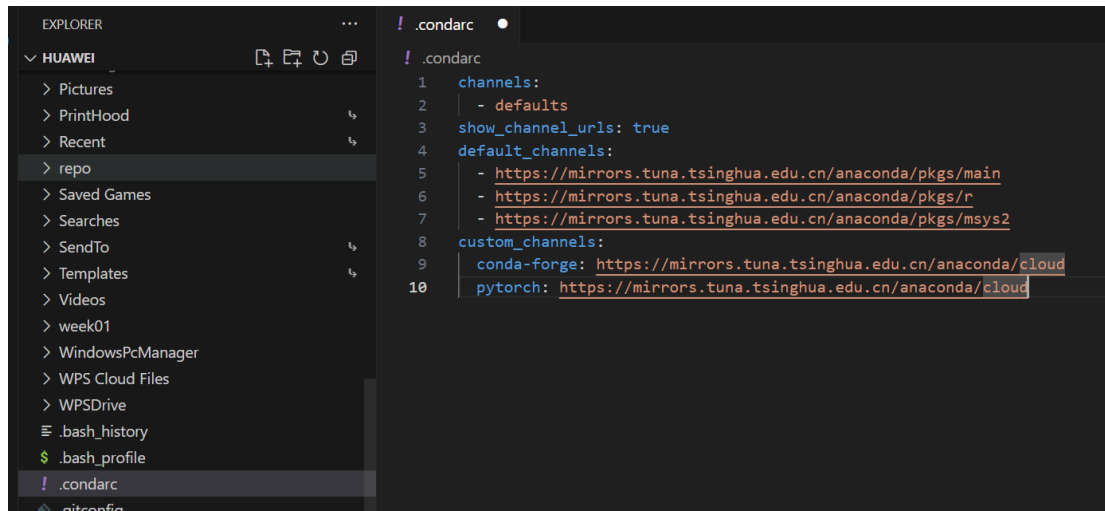 EXPLORER
HUAWEI
Pictures
PrintHood
Recent
repo
Saved Games
Searches
SendTo
Templates
Videos
week01
WindowsPcManager
WPS Cloud Files
WPSDrive
.bash_history
$ .bash_profile
! .condarc
.gitconfig
! .condarc
! .condarc
1 channels:
2 - defaults
3 show_channel_urls: true
4 default_channels:
5 - https://mirrors.tuna.tsinghua.edu.cn/anaconda/pkgs/main
6 - https://mirrors.tuna.tsinghua.edu.cn/anaconda/pkgs/r
7 - https://mirrors.tuna.tsinghua.edu.cn/anaconda/pkgs/msys2
8 custom_channels:
9 conda-forge: https://mirrors.tuna.tsinghua.edu.cn/anaconda/cloud
10 pytorch: https://mirrors.tuna.tsinghua.edu.cn/anaconda/cloud